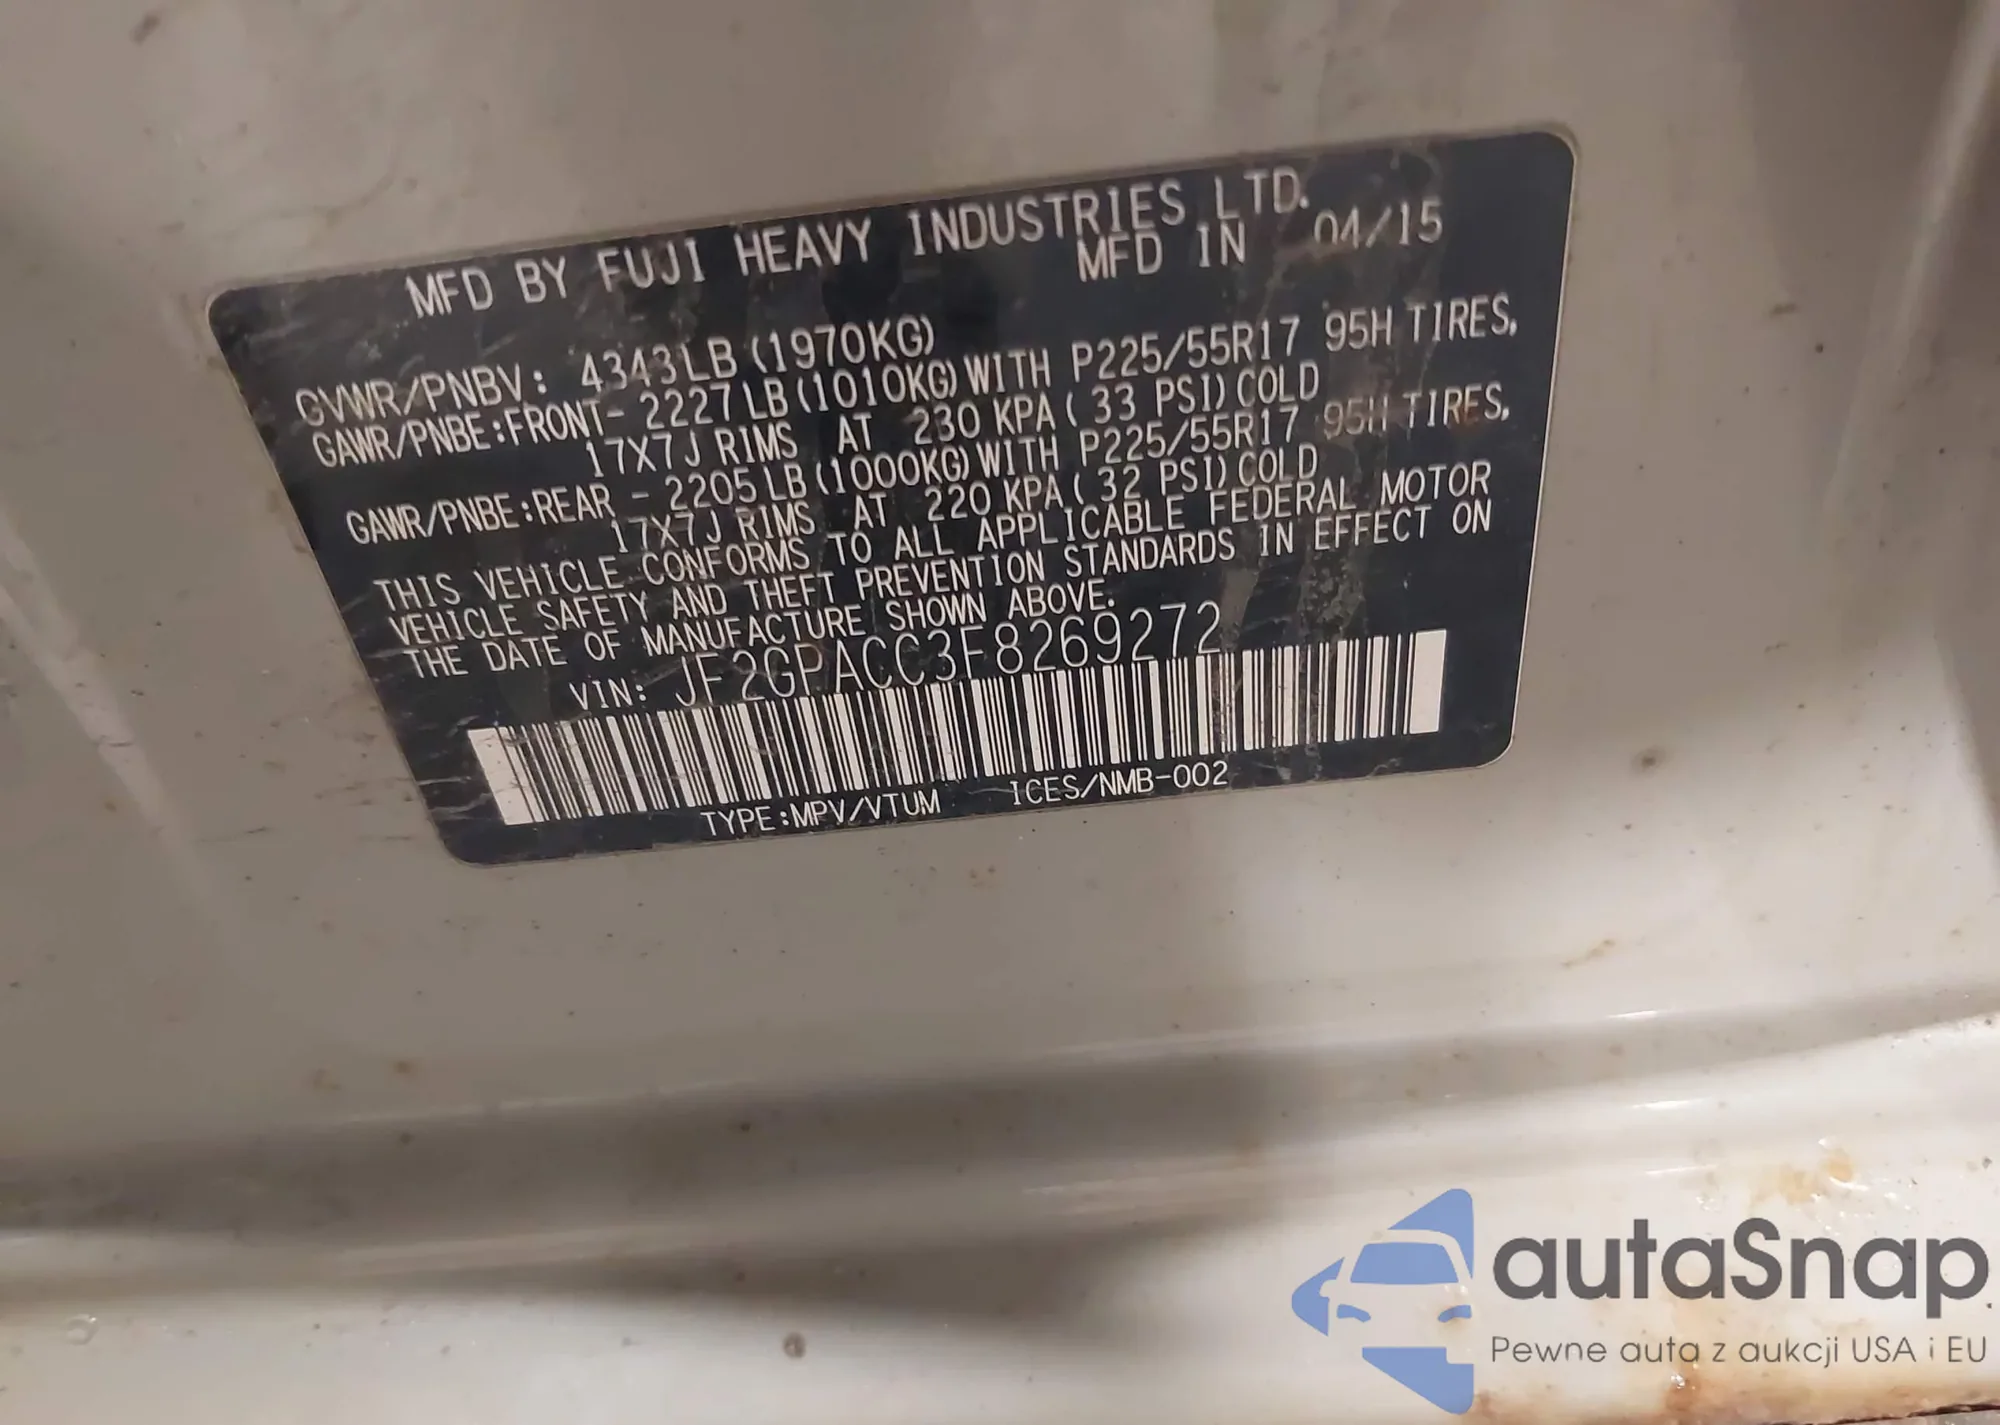 MFD BY FUJI HEAVY INDUSTRIES LTD.
MFD IN 04/15
GVWR/PNBV: 4343LB (1970KG)
GAWR/PNBE:FRONT- 2227LB (1010KG) WITH P225/55R17 95H TIRES,
17X7J RIMS AT 230 KPA ( 33 PSI) COLD
GAWR/PNBE:REAR - 2205LB (1000KG) WITH P225/55R17 95H TIRES,
17X7J RIMS AT 220 KPA ( 32 PSI) COLD
THIS VEHICLE CONFORMS TO ALL APPLICABLE FEDERAL MOTOR
VEHICLE SAFETY AND THEFT PREVENTION STANDARDS IN EFFECT ON
THE DATE OF MANUFACTURE SHOWN ABOVE.
VIN: JF2GPACC3F8269272
TYPE:MPV/VTUM ICES/NMB-002
autaSnap
Pewne auta z aukcji USA i EU